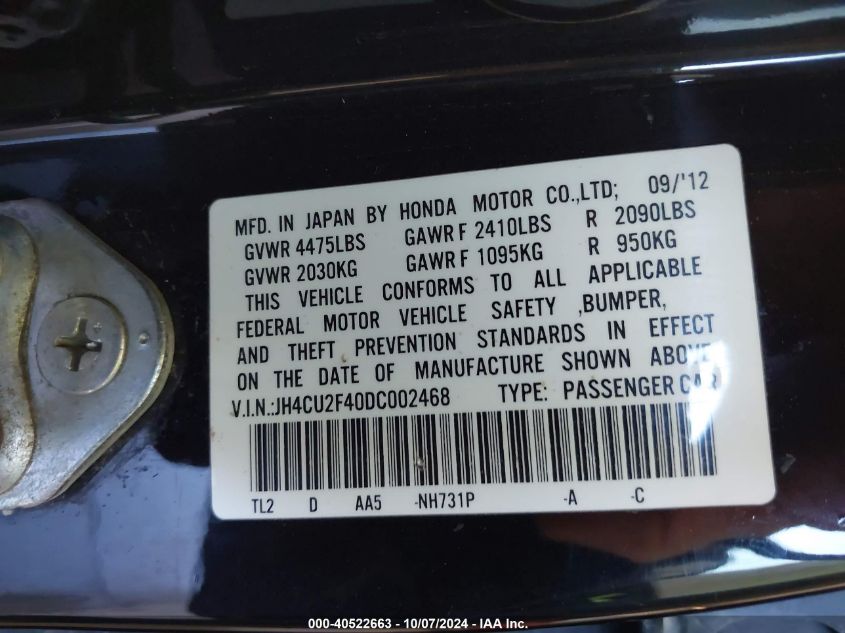 MFD. IN JAPAN BY HONDA MOTOR CO.,LTD; 09/'12
GVWR 4475LBS GAWR F 2410LBS R 2090LBS
GVWR 2030KG GAWR F 1095KG R 950KG
THIS VEHICLE CONFORMS TO ALL APPLICABLE
FEDERAL MOTOR VEHICLE SAFETY ,BUMPER,
AND THEFT PREVENTION STANDARDS IN EFFECT
ON THE DATE OF MANUFACTURE SHOWN ABOVE.
V.I.N.:JH4CU2F40DC002468 TYPE: PASSENGER CAR
TL2 D AA5 -NH731P -A -C
000-40522663 - 10/07/2024 - IAA Inc.